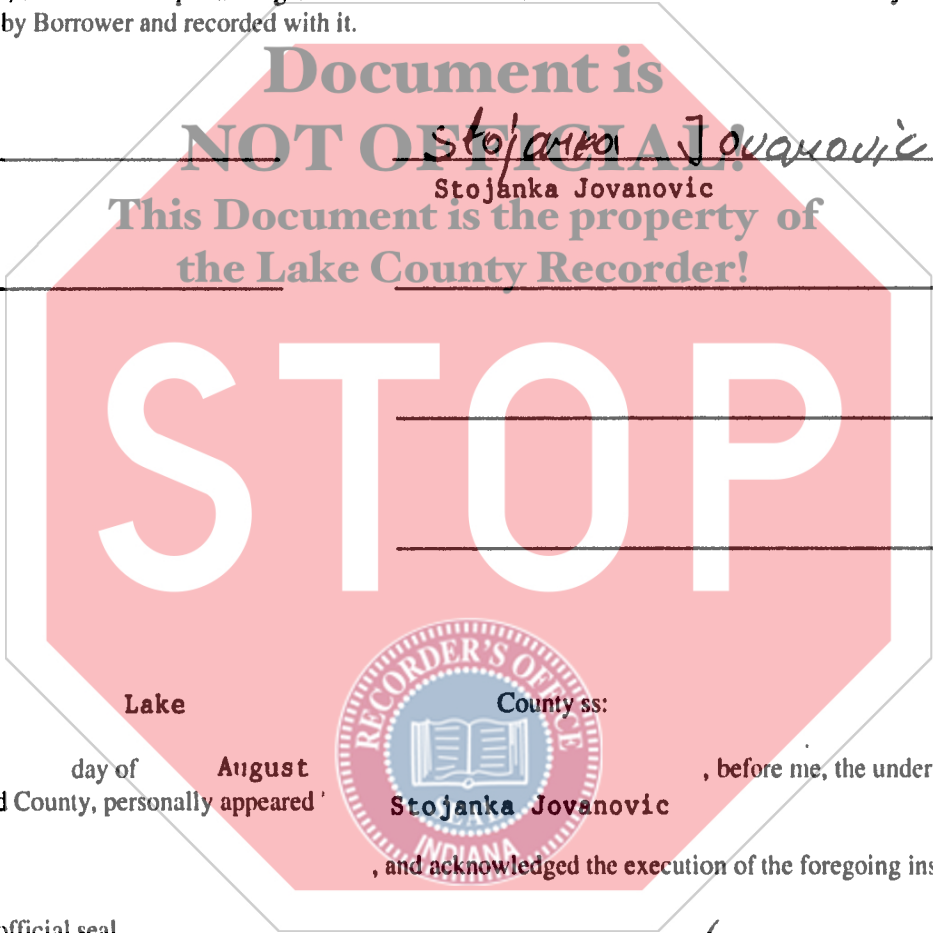 by Borrower and recorded with it.
Document is
NOT OFFICIAL!
Stojanka Jovanovic
Stojanka Jovanovic
This Document is the property of
the Lake County Recorder!
STOP
RECORDER'S OFFICE
Lake County ss:
day of August , before me, the under
d County, personally appeared Stojanka Jovanovic
SEAL
INDIANA
, and acknowledged the execution of the foregoing ins
official seal